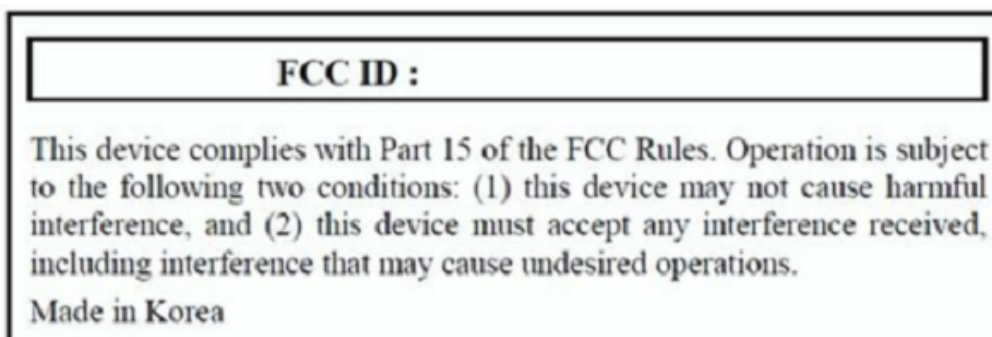 FCC ID :
This device complies with Part 15 of the FCC Rules. Operation is subject
to the following two conditions: (1) this device may not cause harmful
interference, and (2) this device must accept any interference received,
including interference that may cause undesired operations.
Made in Korea